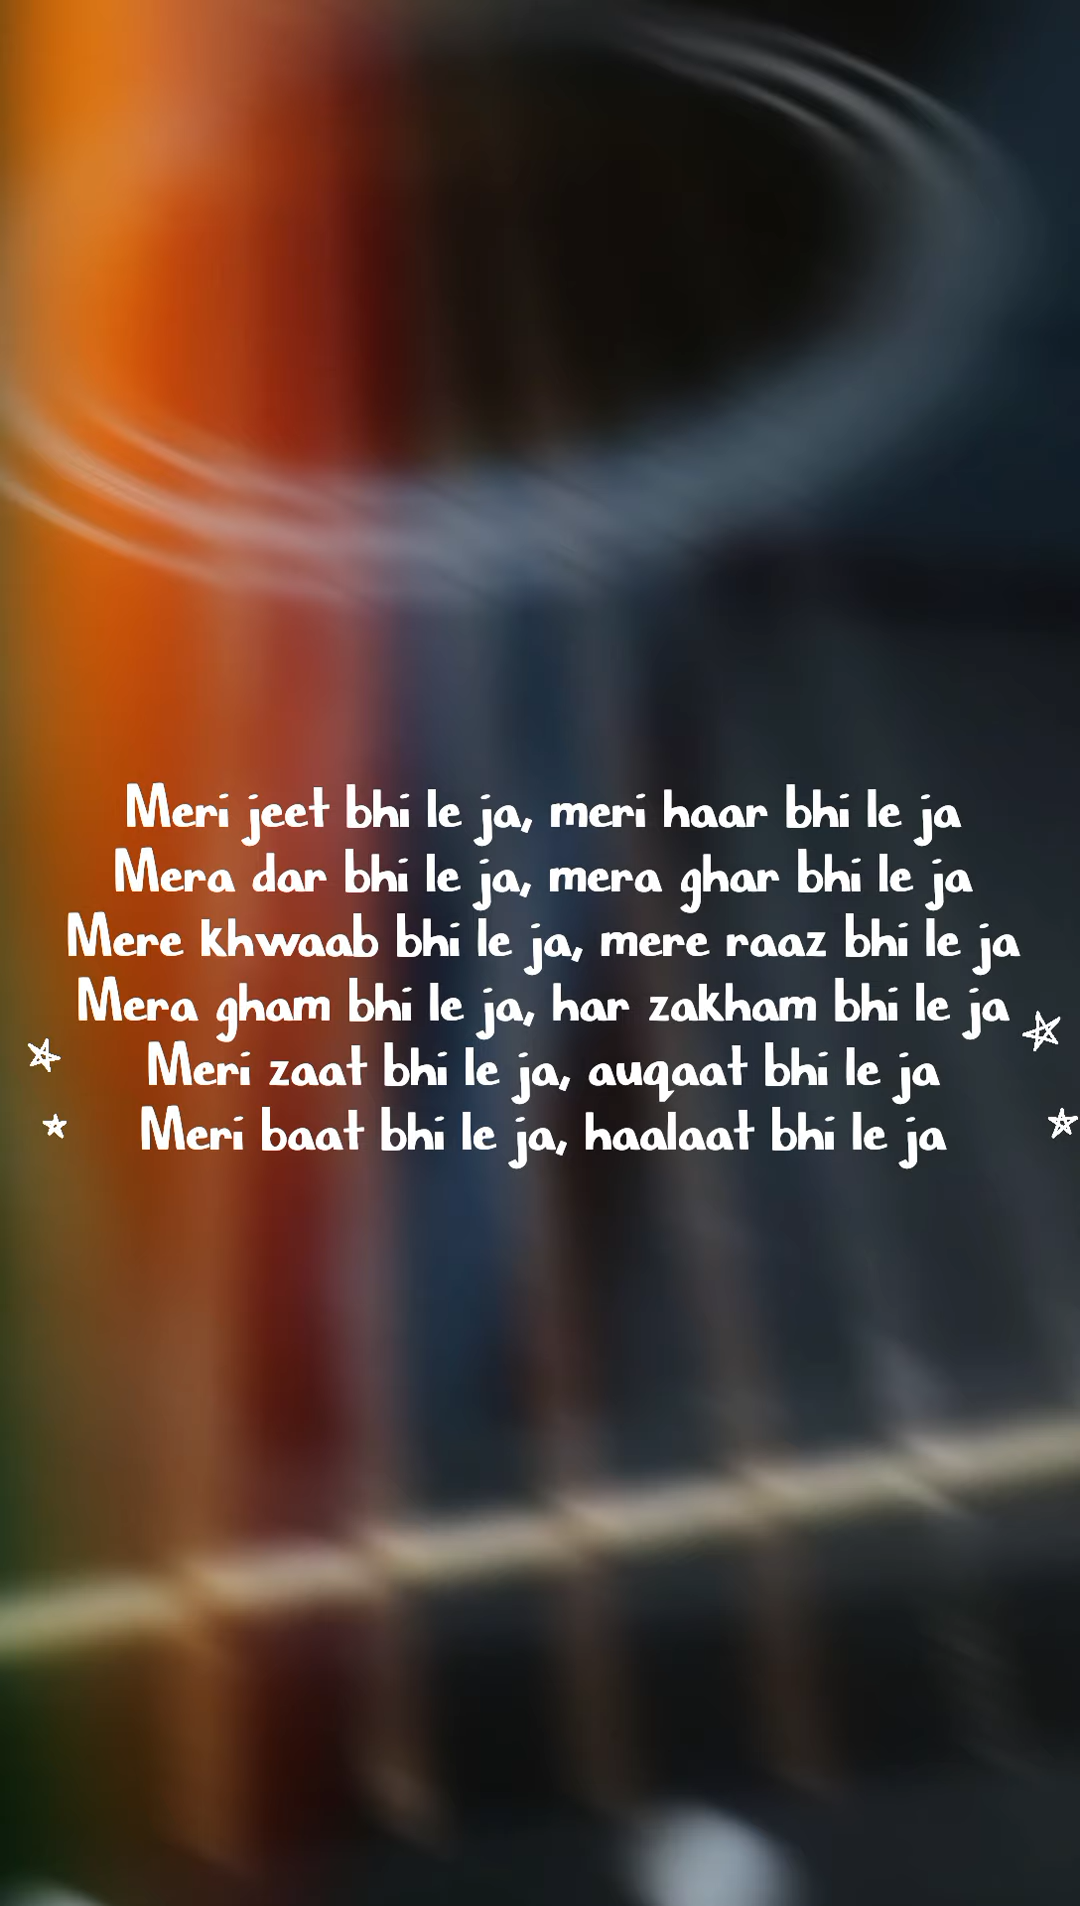 Meri jeet bhi le ja, meri haar bhi le ja
Mera dar bhi le ja, mera ghar bhi le ja
Mere khwaab bhi le ja, mere raaz bhi le ja
Mera gham bhi le ja, har zakham bhi le ja
Meri zaat bhi le ja, auqaat bhi le ja
Meri baat bhi le ja, haalaat bhi le ja